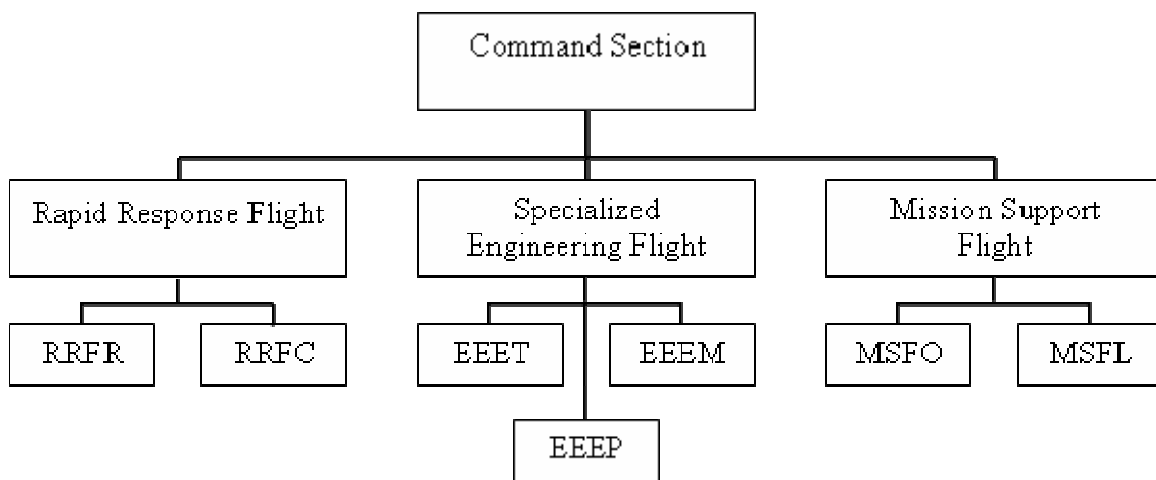 Command Section
Rapid Response Flight
Specialized
Engineering Flight
Mission Support
Flight
RRFR
RRFC
EEET
EEEM
MSFO
MSFL
EEEP